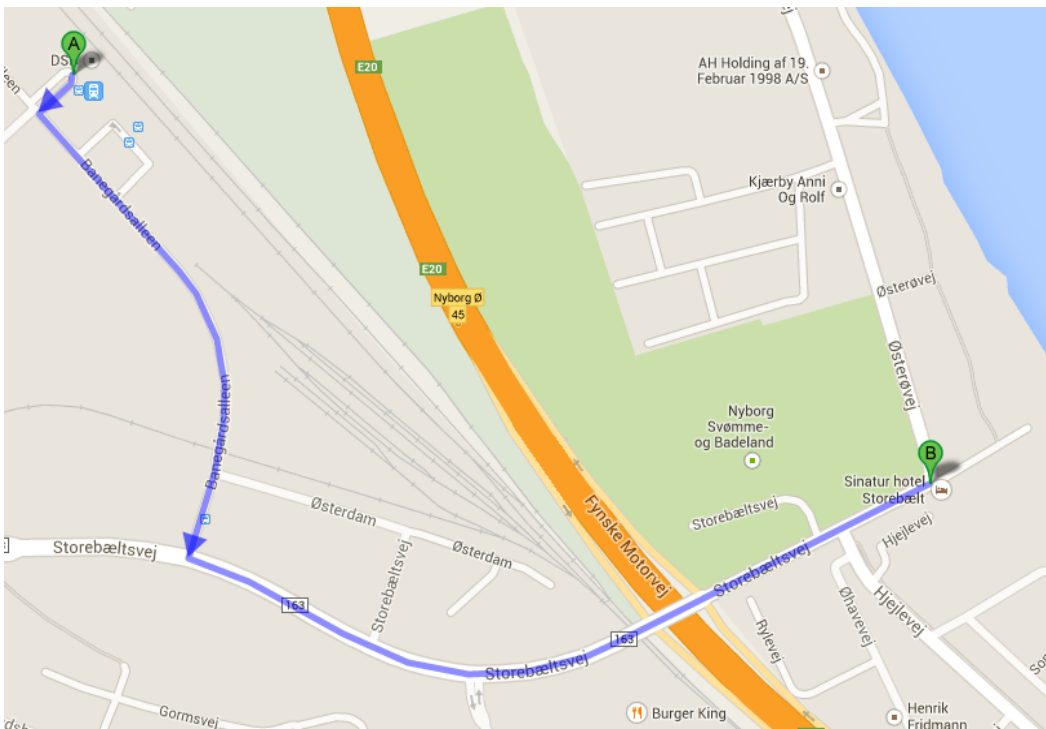 A
DS
lleen
E20
AH Holding af 19.
Februar 1998 A/S
Banegårdsalleen
Kjærby Anni
Og Rolf
E20
Østerøvej
Nyborg Ø
45
Østerøvej
Banegårdsalleen
Nyborg
Svømme-
og Badeland
B
Sinatur hotel
Storebælt
Østerdam
Fynske Motorvej
Storebæltsvej
Hjejlevej
Storebæltsvej
Østerdam
Storebæltsvej
Storebæltsvej
163
Øhavevej
Hjejlevej
Rylevej
163
Storebæltsvej
Gormsvej
Burger King
Henrik
Fridmann